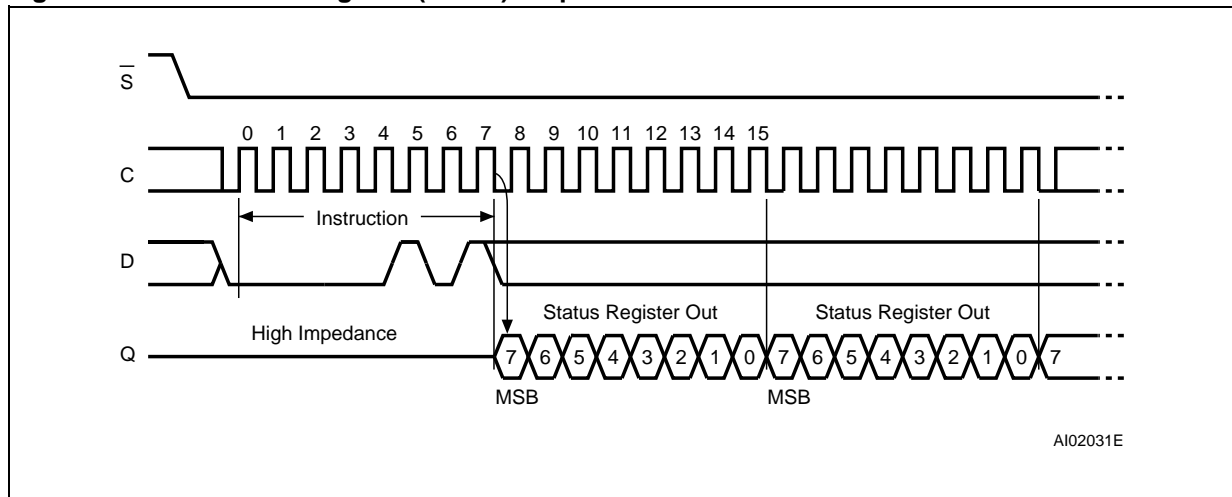 S
0 1 2 3 4 5 6 7 8 9 10 11 12 13 14 15
C
Instruction
D
Status Register Out Status Register Out
High Impedance
Q 7 6 5 4 3 2 1 0 7 6 5 4 3 2 1 0 7
MSB MSB
AI02031E